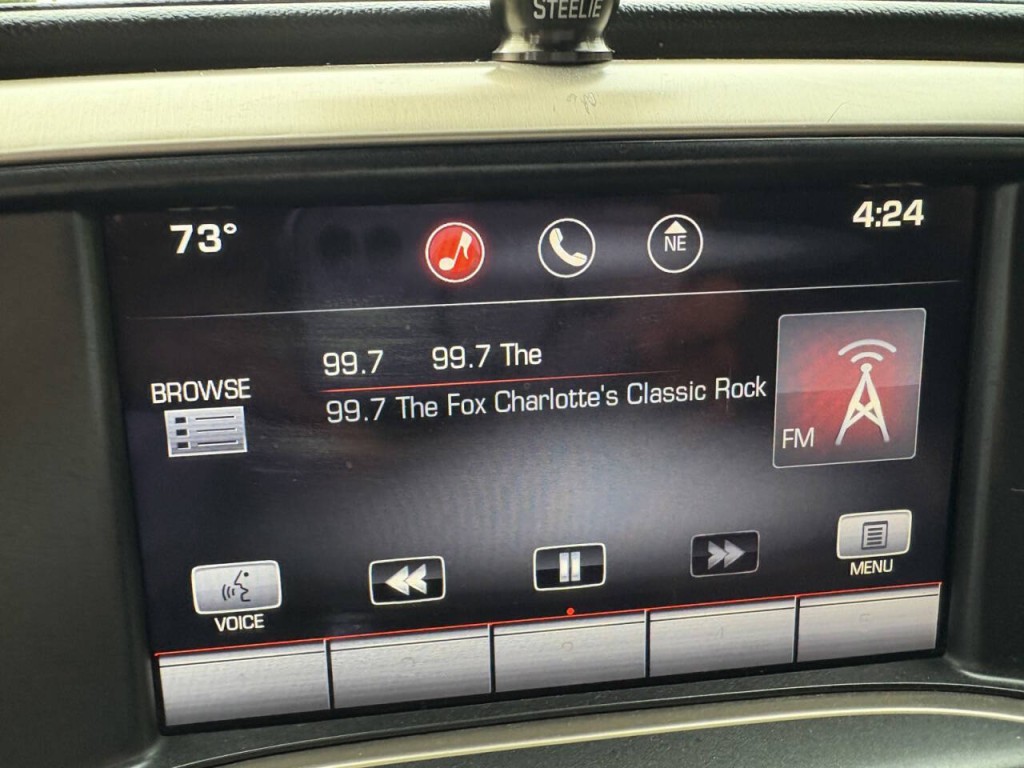 STEELIE
73°
NE
4:24
99.7 99.7 The
BROWSE
99.7 The Fox Charlotte's Classic Rock
FM
VOICE
MENU